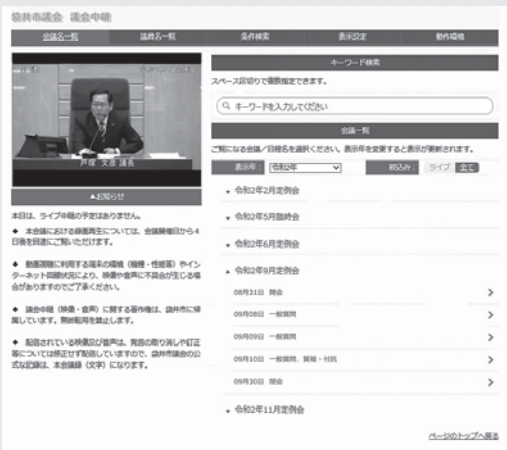 袋井市議会 議会中継
会議名一覧 議員名一覧 条件検索 表示設定 動作環境
戸塚 文彦 議長
▲お知らせ
本日は、ライブ中継の予定はありません。
◆ 本会議における録画再生については、会議開催日から4
日後を目途にご覧いただけます。
◆ 動画視聴に利用する端末の環境（機種・性能等）やイン
ターネット回線状況により、映像や音声に不具合が生じる場
合がありますのでご了承ください。
◆ 議会中継（映像・音声）に関する著作権は、袋井市に帰
属しています。無断転用を禁止します。
◆ 配信されている映像及び音声は、発言の取り消しや訂正
等については修正せず配信していますので、袋井市議会の公
式な記録は、本会議録（文字）になります。
キーワード検索
スペース区切りで複数指定できます。
キーワードを入力してください
会議一覧
ご覧になる会議／日程名を選択ください。表示年を変更すると表示が更新されます。
表示年： 令和2年 絞込み： ライブ 全て
▼ 令和2年2月定例会
▼ 令和2年5月臨時会
▼ 令和2年6月定例会
▲ 令和2年9月定例会
08月31日 開会
09月08日 一般質問
09月09日 一般質問
09月10日 一般質問、質疑・付託
09月30日 閉会
▼ 令和2年11月定例会
ページのトップへ戻る